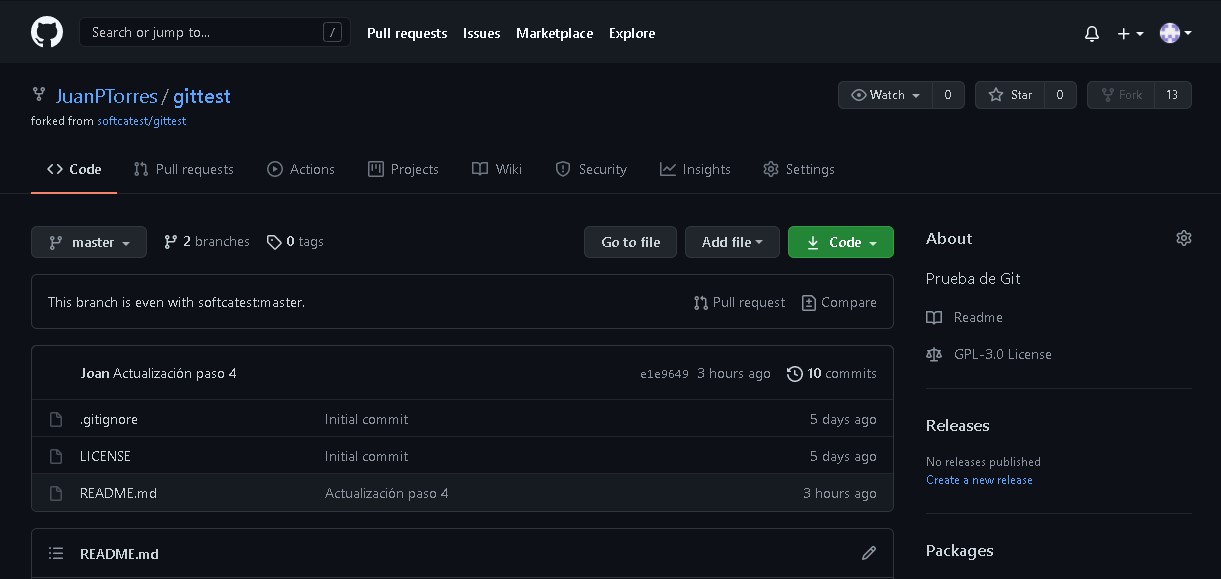 Search or jump to... / Pull requests Issues Marketplace Explore
JuanPTorres / gittest Watch 0 Star 0 Fork 13
forked from softcatest/gittest
Code Pull requests Actions Projects Wiki Security Insights Settings
master 2 branches 0 tags Go to file Add file Code
About
This branch is even with softcatest:master. Pull request Compare
Prueba de Git
Readme
GPL-3.0 License
Joan Actualización paso 4 e1e9649 3 hours ago 10 commits
.gitignore Initial commit 5 days ago
LICENSE Initial commit 5 days ago
README.md Actualización paso 4 3 hours ago
Releases
No releases published
Create a new release
README.md
Packages